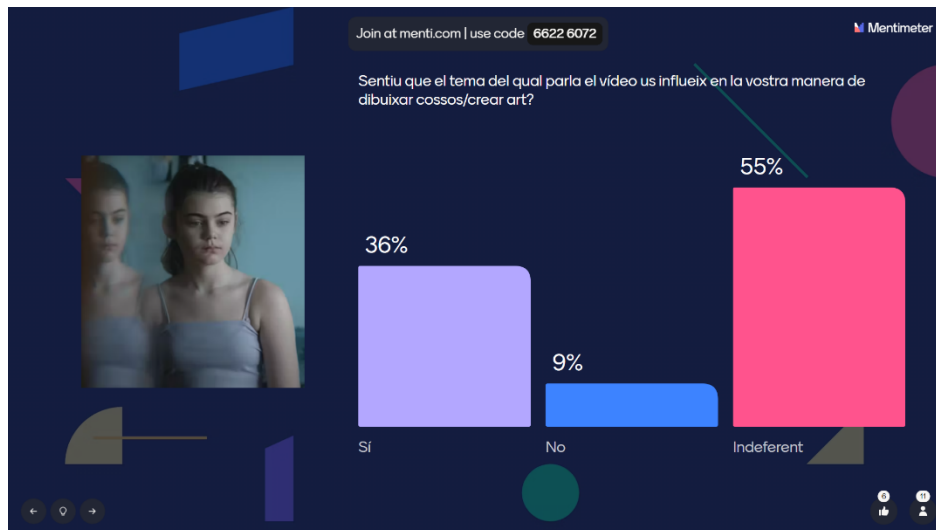 Join at menti.com | use code 6622 6072
Mentimeter
Sentiu que el tema del qual parla el vídeo us influeix en la vostra manera de
dibuixar cossos/crear art?
55%
36%
9%
Sí
No
Indeferent
6
11